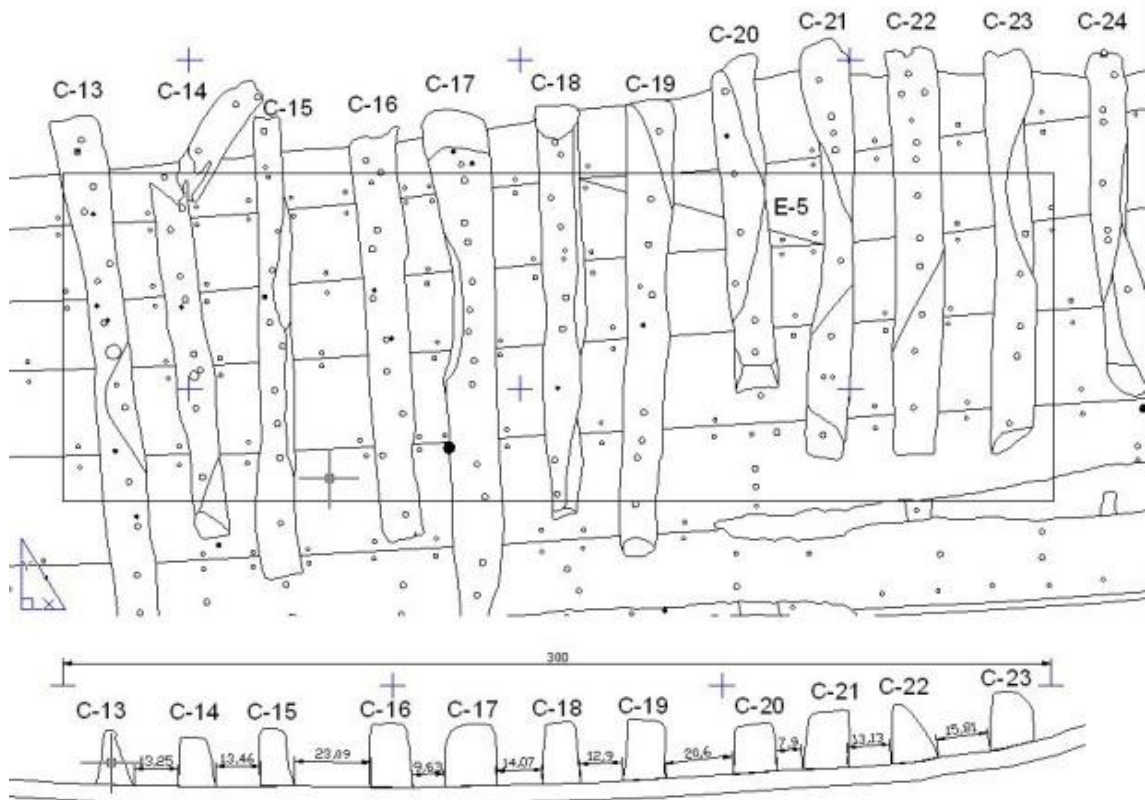 C-13 C-14 C-15 C-16 C-17 C-18 C-19 C-20 C-21 C-22 C-23 C-24
E-5
Y
X
300
C-13 C-14 C-15 C-16 C-17 C-18 C-19 C-20 C-21 C-22 C-23
13,25 13,46 23,09 9,63 14,07 12,9 20,6 7,9 13,13 15,81